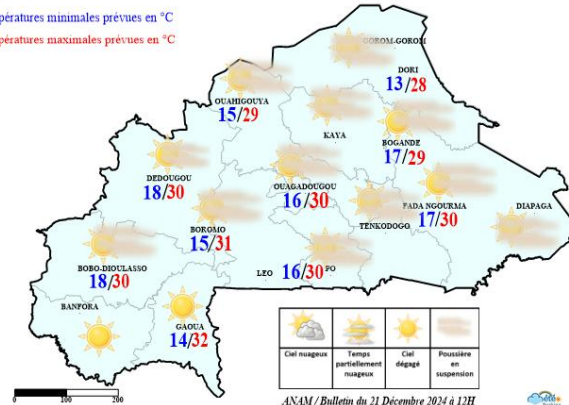 pératures minimales prévues en °C
pératures maximales prévues en °C
GOROM-GOROM
DORI
13/28
OUAHIGOUYA
15/29
KAYA
BOGANDE
17/29
DEDOUGOU
18/30
OUAGADOUGOU
16/30
FADA NGOURMA
17/30
DIAPAGA
TENKODOGO
BOROMO
15/31
BOBO-DIOULASSO
18/30
LEO
16/30 PO
BANFORA
GAOUA
14/32
Ciel nuageux
Temps partiellement nuageux
Ciel dégagé
Poussière en suspension
0 100 200
ANAM / Bulletin du 21 Décembre 2024 à 12H